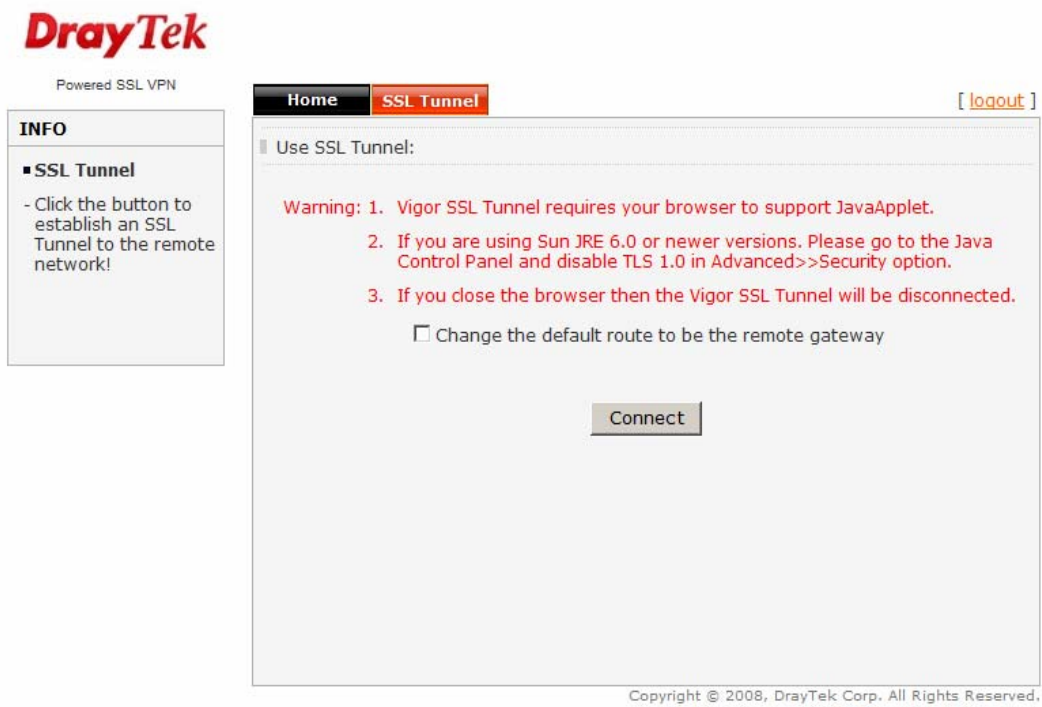 DrayTek
Powered SSL VPN
Home
SSL Tunnel
[ logout ]
INFO
SSL Tunnel
- Click the button to
establish an SSL
Tunnel to the remote
network!
Use SSL Tunnel:
Warning: 1. Vigor SSL Tunnel requires your browser to support JavaApplet.
2. If you are using Sun JRE 6.0 or newer versions. Please go to the Java
Control Panel and disable TLS 1.0 in Advanced>>Security option.
3. If you close the browser then the Vigor SSL Tunnel will be disconnected.
Change the default route to be the remote gateway
Connect
Copyright © 2008, DrayTek Corp. All Rights Reserved.